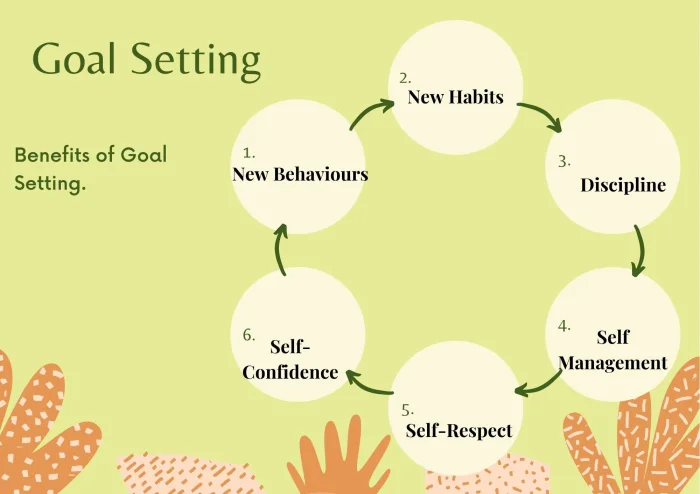 Goal Setting
Benefits of Goal
Setting.
1.
New Behaviours
2.
New Habits
3.
Discipline
4.
Self
Management
5.
Self-Respect
6.
Self-
Confidence